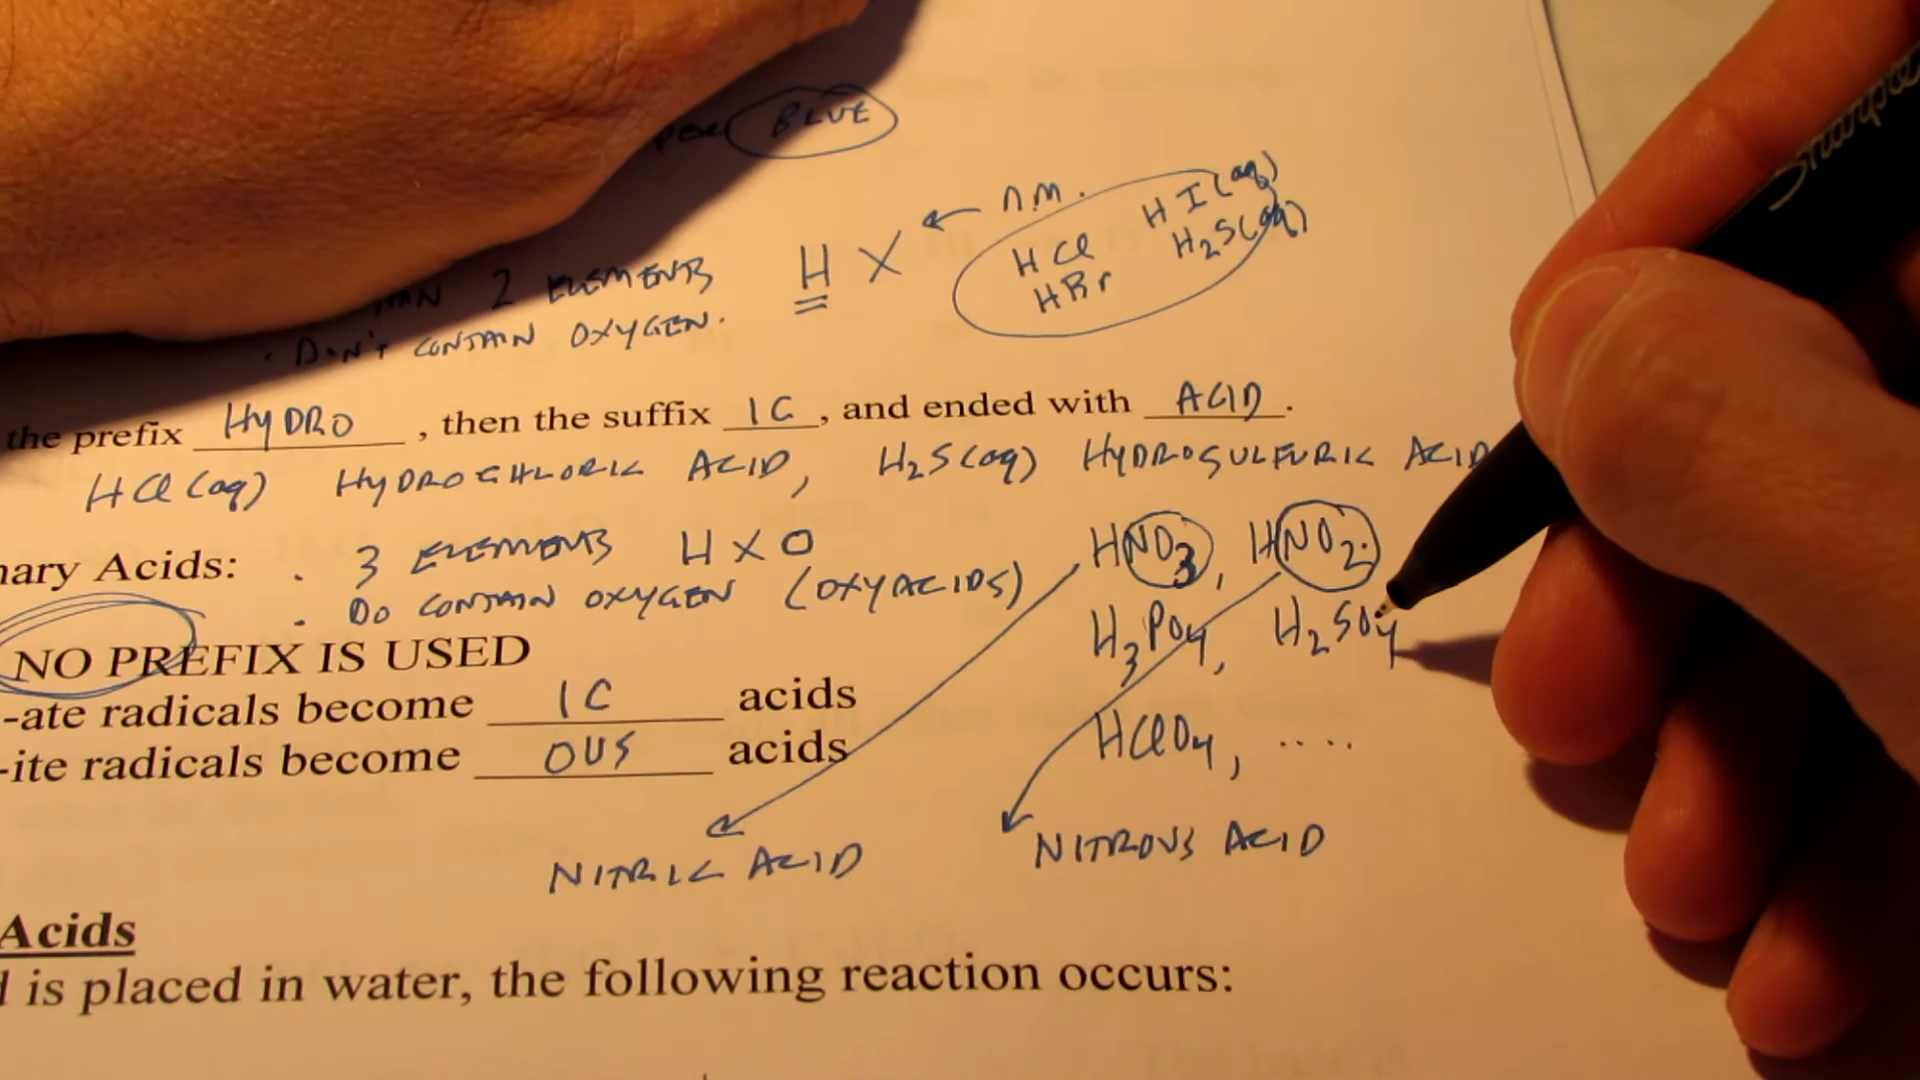 BLUE
n.m.
HI(aq)
HCl H2S(aq)
HBr
2 ELEMENTS H X
. DON'T CONTAIN OXYGEN.
the prefix HYDRO , then the suffix IC , and ended with ACID .
HCl(aq) HYDROCHLORIC ACID, H2S(aq) HYDROSULFURIC ACID
nary Acids: . 3 ELEMENTS H X O HNO3, HNO2.
. DO CONTAIN OXYGEN (OXYACIDS)
H3PO4, H2SO4
NO PREFIX IS USED
-ate radicals become IC acids
HClO4, ....
-ite radicals become OUS acids
NITRIC ACID NITROUS ACID
Acids
d is placed in water, the following reaction occurs:
Sharpie